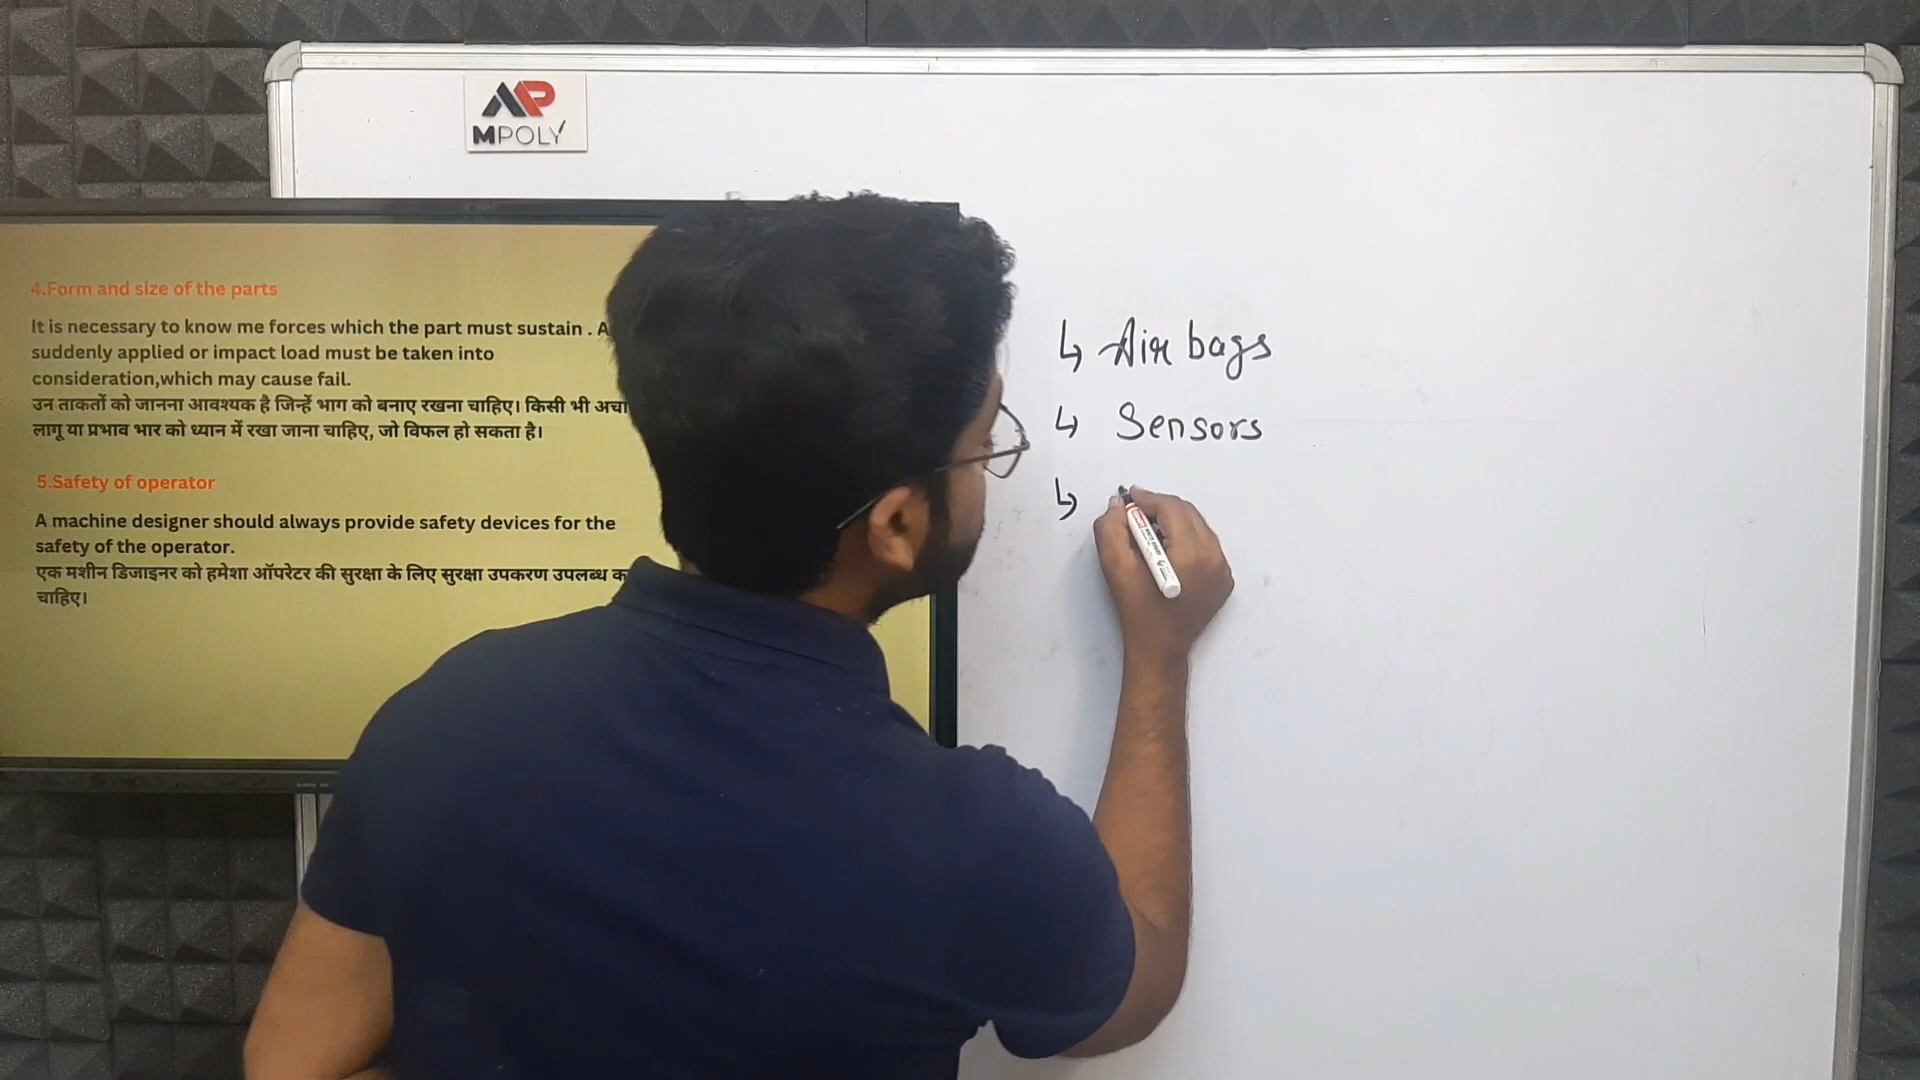 AP
MPOLY
4.Form and size of the parts
It is necessary to know me forces which the part must sustain . A
suddenly applied or impact load must be taken into
consideration,which may cause fail.
उन ताकतों को जानना आवश्यक है जिन्हें भाग को बनाए रखना चाहिए। किसी भी अचा
लागू या प्रभाव भार को ध्यान में रखा जाना चाहिए, जो विफल हो सकता है।
5.Safety of operator
A machine designer should always provide safety devices for the
safety of the operator.
एक मशीन डिजाइनर को हमेशा ऑपरेटर की सुरक्षा के लिए सुरक्षा उपकरण उपलब्ध क
चाहिए।
↳ Air bags
↳ Sensors
↳